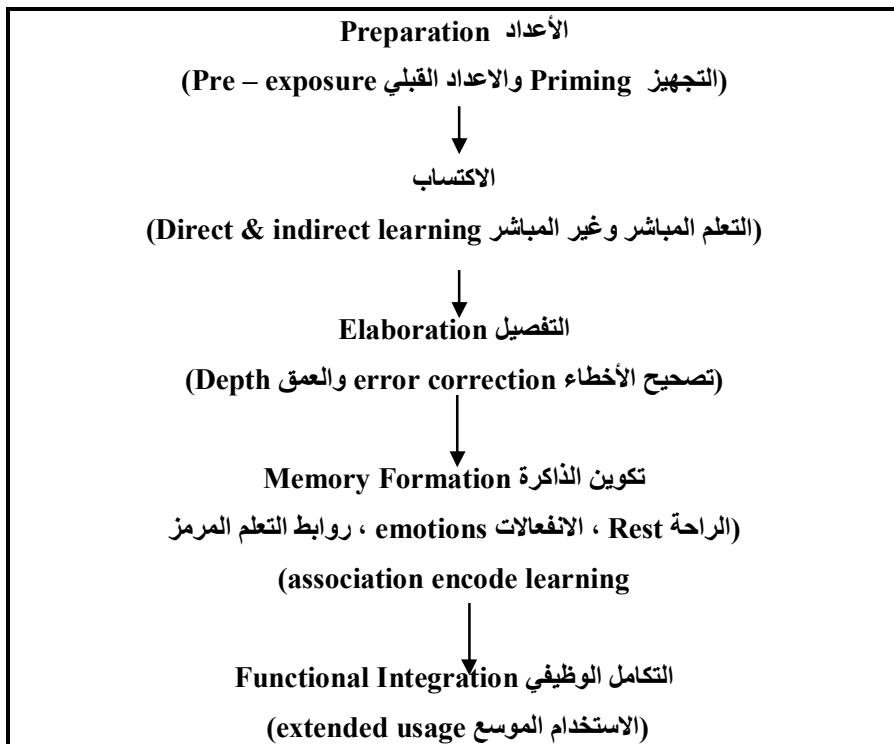 الأعداد Preparation
(التجهيز Priming والاعداد القبلي Pre – exposure)
الاكتساب
(التعلم المباشر وغير المباشر Direct & indirect learning)
التفصيل Elaboration
(تصحيح الأخطاء error correction والعمق Depth)
تكوين الذاكرة Memory Formation
(الراحة Rest ، الانفعالات emotions ، روابط التعلم المرمز
association encode learning)
التكامل الوظيفي Functional Integration
(الاستخدام الموسع extended usage)